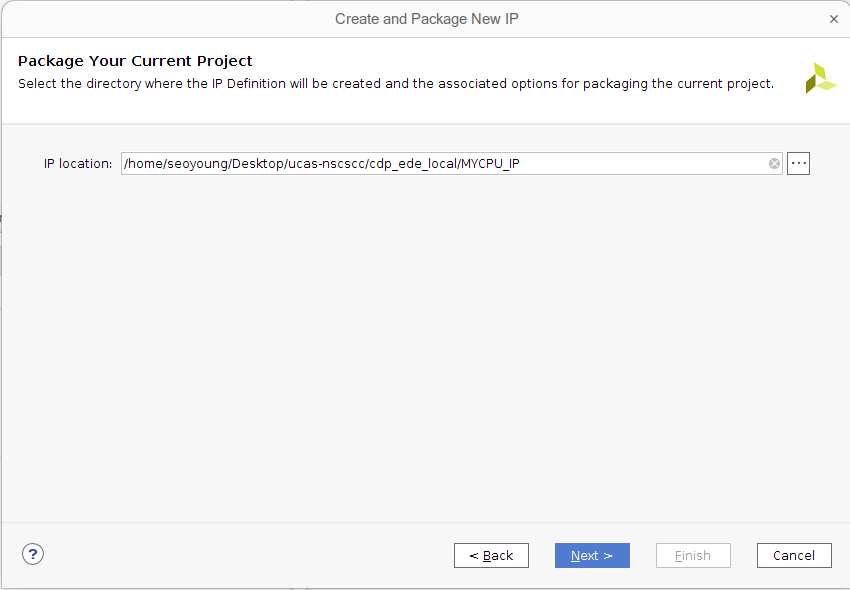 Create and Package New IP
×
Package Your Current Project
Select the directory where the IP Definition will be created and the associated options for packaging the current project.
IP location: /home/seoyoung/Desktop/ucas-nscscc/cdp_ede_local/MYCPU_IP ···
? < Back Next > Finish Cancel